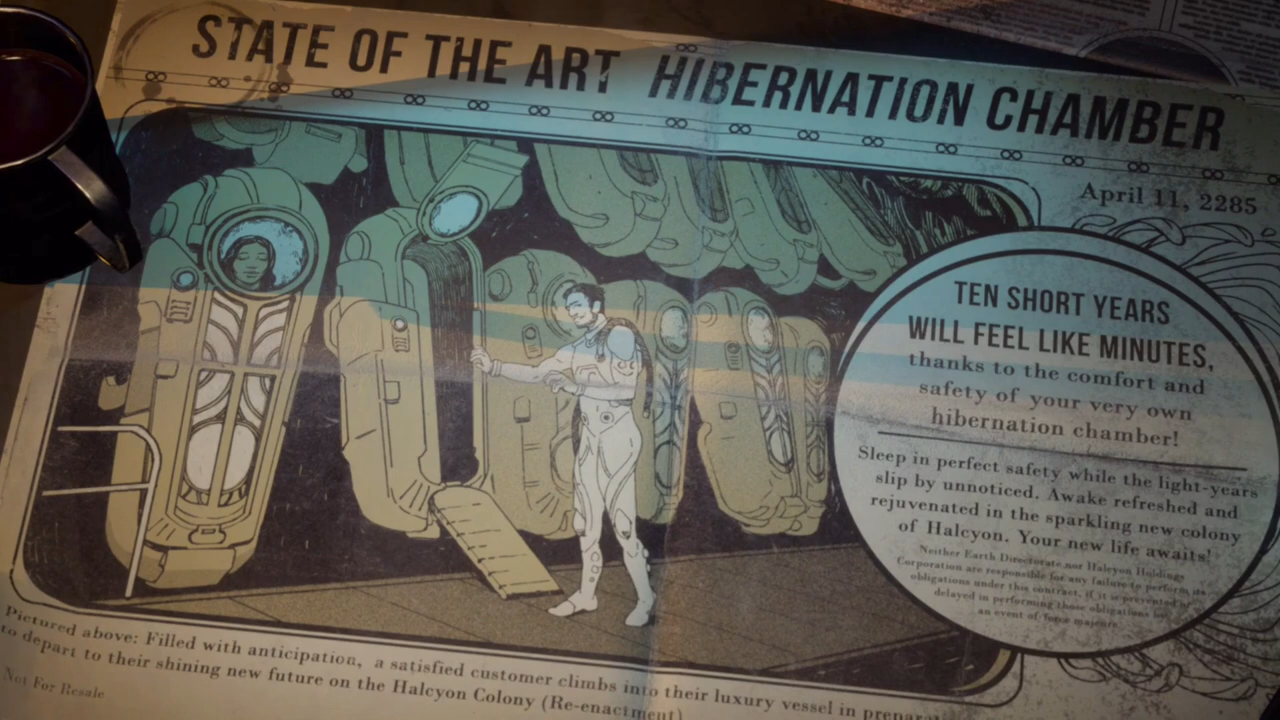 STATE OF THE ART HIBERNATION CHAMBER
April 11, 2285
TEN SHORT YEARS
WILL FEEL LIKE MINUTES,
thanks to the comfort and
safety of your very own
hibernation chamber!
Sleep in perfect safety while the light-years
slip by unnoticed. Awake refreshed and
rejuvenated in the sparkling new colony
of Halcyon. Your new life awaits!
Neither Earth Directorate nor Halcyon Holdings
Corporation are responsible for any failure to perform its
obligations under this contract, if it is prevented or
delayed in performing those obligations by
an event of force majeure.
Pictured above: Filled with anticipation, a satisfied customer climbs into their luxury vessel in
to depart to their shining new future on the Halcyon Colony (Re-enactment)
Not For Resale